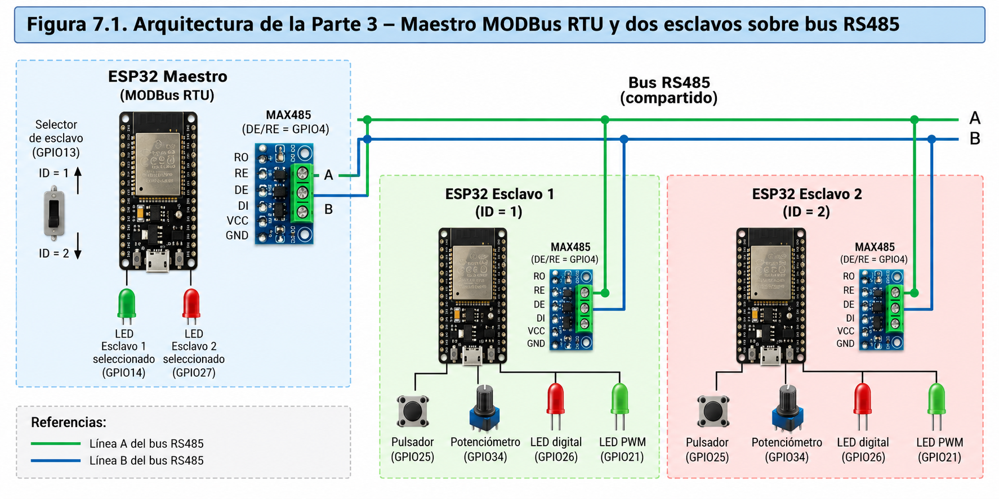 Figura 7.1. Arquitectura de la Parte 3 – Maestro MODBus RTU y dos esclavos sobre bus RS485
ESP32 Maestro
(MODBus RTU)
Selector
de esclavo
(GPIO13)
ID = 1
ID = 2
MAX485
(DE/RE = GPIO4)
RO
RE
DE
DI
VCC
GND
A
B
LED
Esclavo 1
seleccionado
(GPIO14)
LED
Esclavo 2
seleccionado
(GPIO27)
Bus RS485
(compartido)
A
B
ESP32 Esclavo 1
(ID = 1)
MAX485
(DE/RE = GPIO4)
RO
RE
DE
DI
VCC
GND
Pulsador
(GPIO25)
Potenciómetro
(GPIO34)
LED digital
(GPIO26)
LED PWM
(GPIO21)
ESP32 Esclavo 2
(ID = 2)
MAX485
(DE/RE = GPIO4)
RO
RE
DE
DI
VCC
GND
Pulsador
(GPIO25)
Potenciómetro
(GPIO34)
LED digital
(GPIO26)
LED PWM
(GPIO21)
Referencias:
Línea A del bus RS485
Línea B del bus RS485